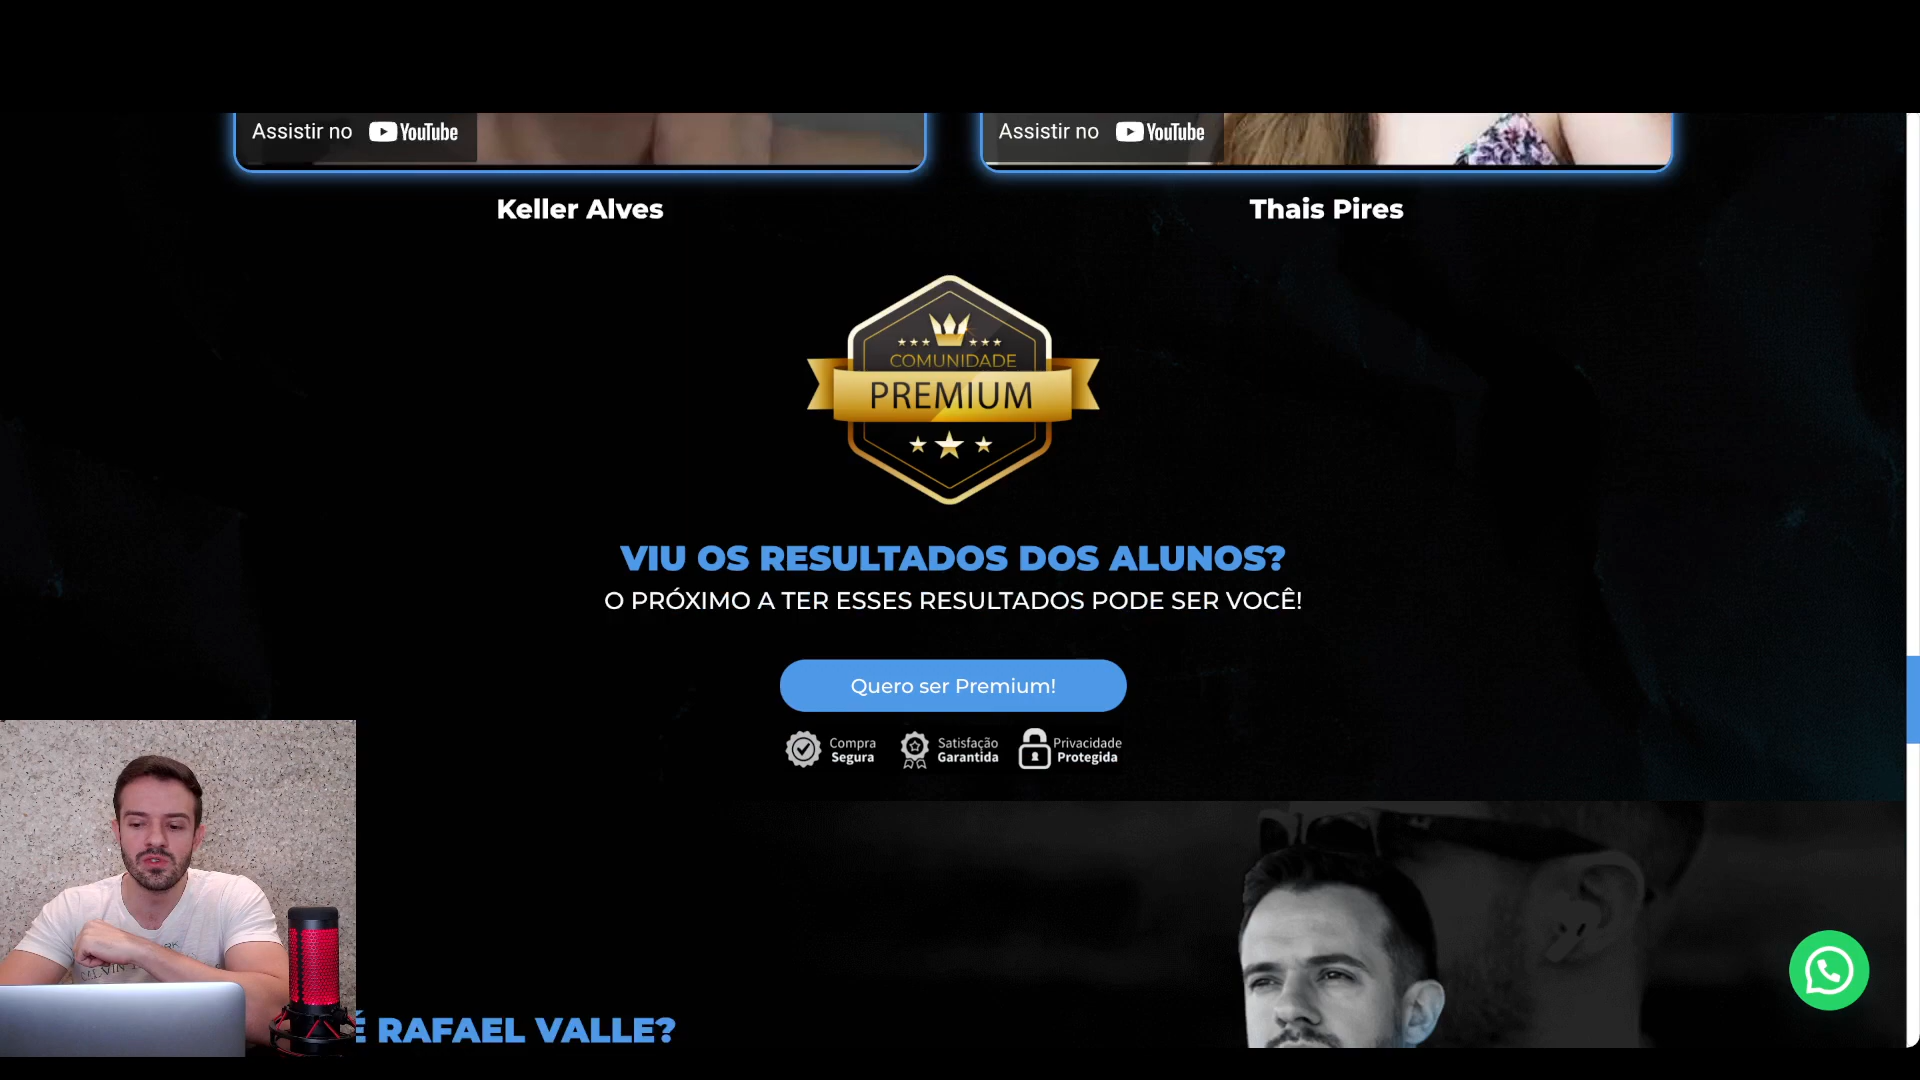 Assistir no YouTube
Assistir no YouTube
Keller Alves
Thais Pires
COMUNIDADE
PREMIUM
VIU OS RESULTADOS DOS ALUNOS?
O PRÓXIMO A TER ESSES RESULTADOS PODE SER VOCÊ!
Quero ser Premium!
Compra Segura
Satisfação Garantida
Privacidade Protegida
É RAFAEL VALLE?